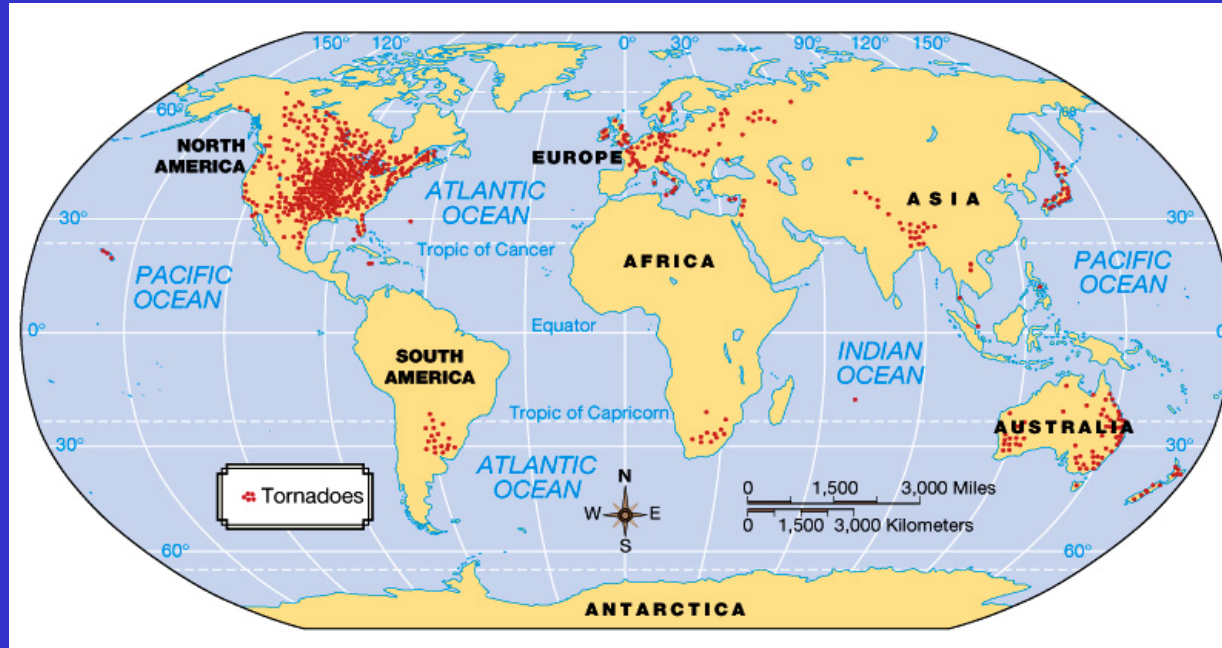 150° 120° 0° 30° 90° 120° 150°
60° 60°
NORTH
AMERICA
EUROPE
ATLANTIC
OCEAN
ASIA
30° 30°
Tropic of Cancer
AFRICA
PACIFIC
OCEAN
PACIFIC
OCEAN
0° Equator 0
SOUTH
AMERICA
INDIAN
OCEAN
Tropic of Capricorn
AUSTRALIA
30° 30°
ATLANTIC
OCEAN
Tornadoes
N
W E
S
0 1,500 3,000 Miles
0 1,500 3,000 Kilometers
60° 60°
ANTARCTICA